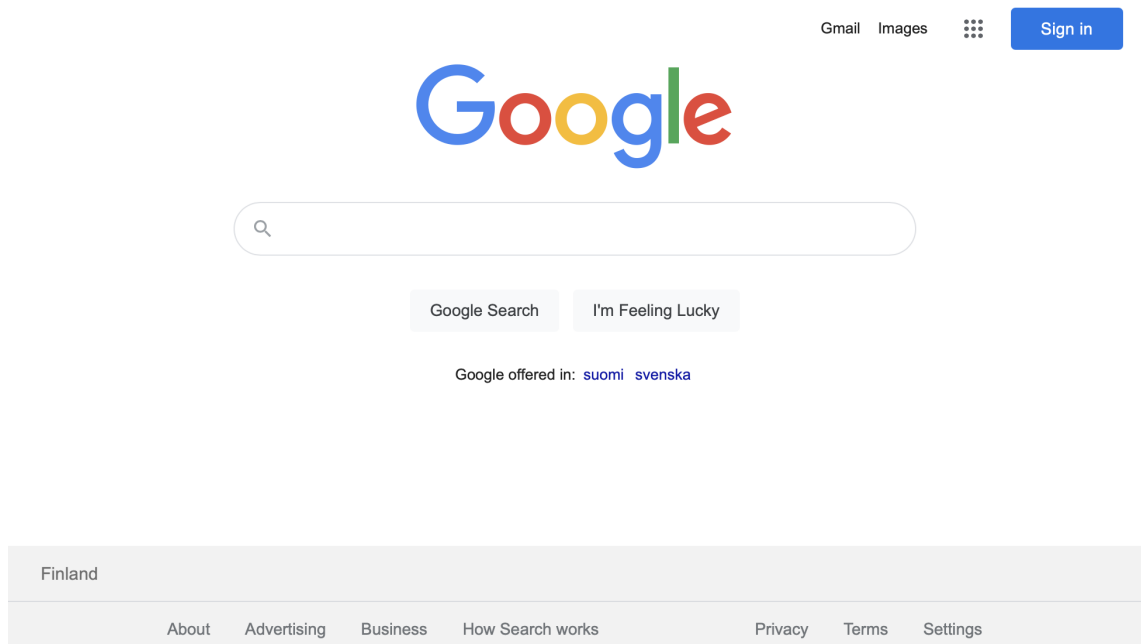 Gmail Images Sign in
Google
Google Search I'm Feeling Lucky
Google offered in: suomi svenska
Finland
About Advertising Business How Search works Privacy Terms Settings